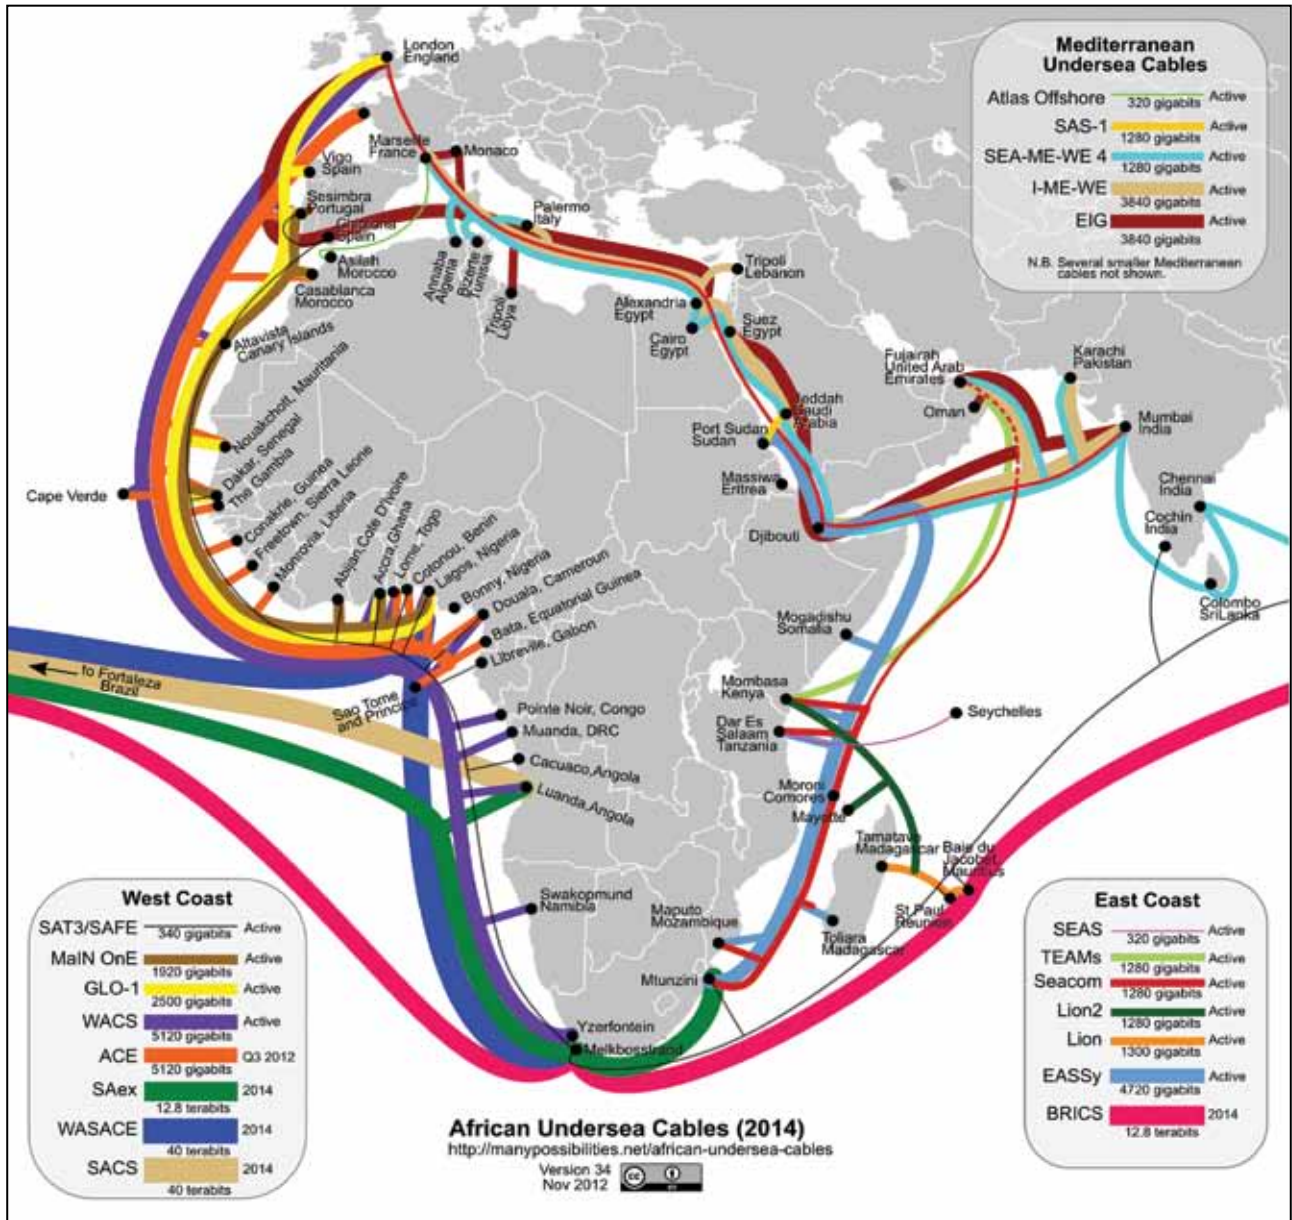 London
England
Mediterranean
Undersea Cables
Atlas Offshore
320 gigabits
Active
SAS-1
1280 gigabits
Active
SEA-ME-WE 4
1280 gigabits
Active
I-ME-WE
3840 gigabits
Active
EIG
3840 gigabits
Active
N.B. Several smaller Mediterranean
cables not shown.
Marseille
France
Monaco
Vigo
Spain
Sesimbra
Portugal
Spain
Asilah
Morocco
Casablanca
Morocco
Palermo
Italy
Annaba
Algeria
Bizerte
Tunisia
Tripoli
Libya
Tripoli
Lebanon
Alexandria
Egypt
Cairo
Egypt
Suez
Egypt
Altavista
Canary Islands
Fujairah
United Arab
Emirates
Oman
Karachi
Pakistan
Mumbai
India
Jeddah
Saudi
Arabia
Port Sudan
Sudan
Massiwa
Eritrea
Djibouti
Chennai
India
Cochin
India
Colombo
SriLanka
Cape Verde
Nouakchott, Mauritania
Dakar, Senegal
The Gambia
Conakrie, Guinea
Freetown, Sierra Leone
Monrovia, Liberia
Abijan,Cote D'Ivoire
Accra,Ghana
Lome, Togo
Cotonou, Benin
Lagos, Nigeria
Bonny, Nigeria
Douala, Cameroun
Bata, Equatorial Guinea
Libreville, Gabon
Mogadishu
Somalia
to Fortaleza
Brazil
Sao Tome
and Principe
Mombasa
Kenya
Seychelles
Pointe Noir, Congo
Muanda, DRC
Dar Es
Salaam
Tanzania
Cacuaco,Angola
Luanda,Angola
Moroni
Comores
Mayotte
Tamatave
Madagascar
Baie du
Jacobet,
Mauritius
St Paul
Reunion
Swakopmund
Namibia
Maputo
Mozambique
Toliara
Madagascar
Mtunzini
Yzerfontein
Melkbosstrand
West Coast
SAT3/SAFE
340 gigabits
Active
MaIN OnE
1920 gigabits
Active
GLO-1
2500 gigabits
Active
WACS
5120 gigabits
Active
ACE
5120 gigabits
Q3 2012
SAex
12.8 terabits
2014
WASACE
40 terabits
2014
SACS
40 terabits
2014
East Coast
SEAS
320 gigabits
Active
TEAMs
1280 gigabits
Active
Seacom
1280 gigabits
Active
Lion2
1280 gigabits
Active
Lion
1300 gigabits
Active
EASSy
4720 gigabits
Active
BRICS
12.8 terabits
2014
African Undersea Cables (2014)
http://manypossibilities.net/african-undersea-cables
Version 34
Nov 2012
cc